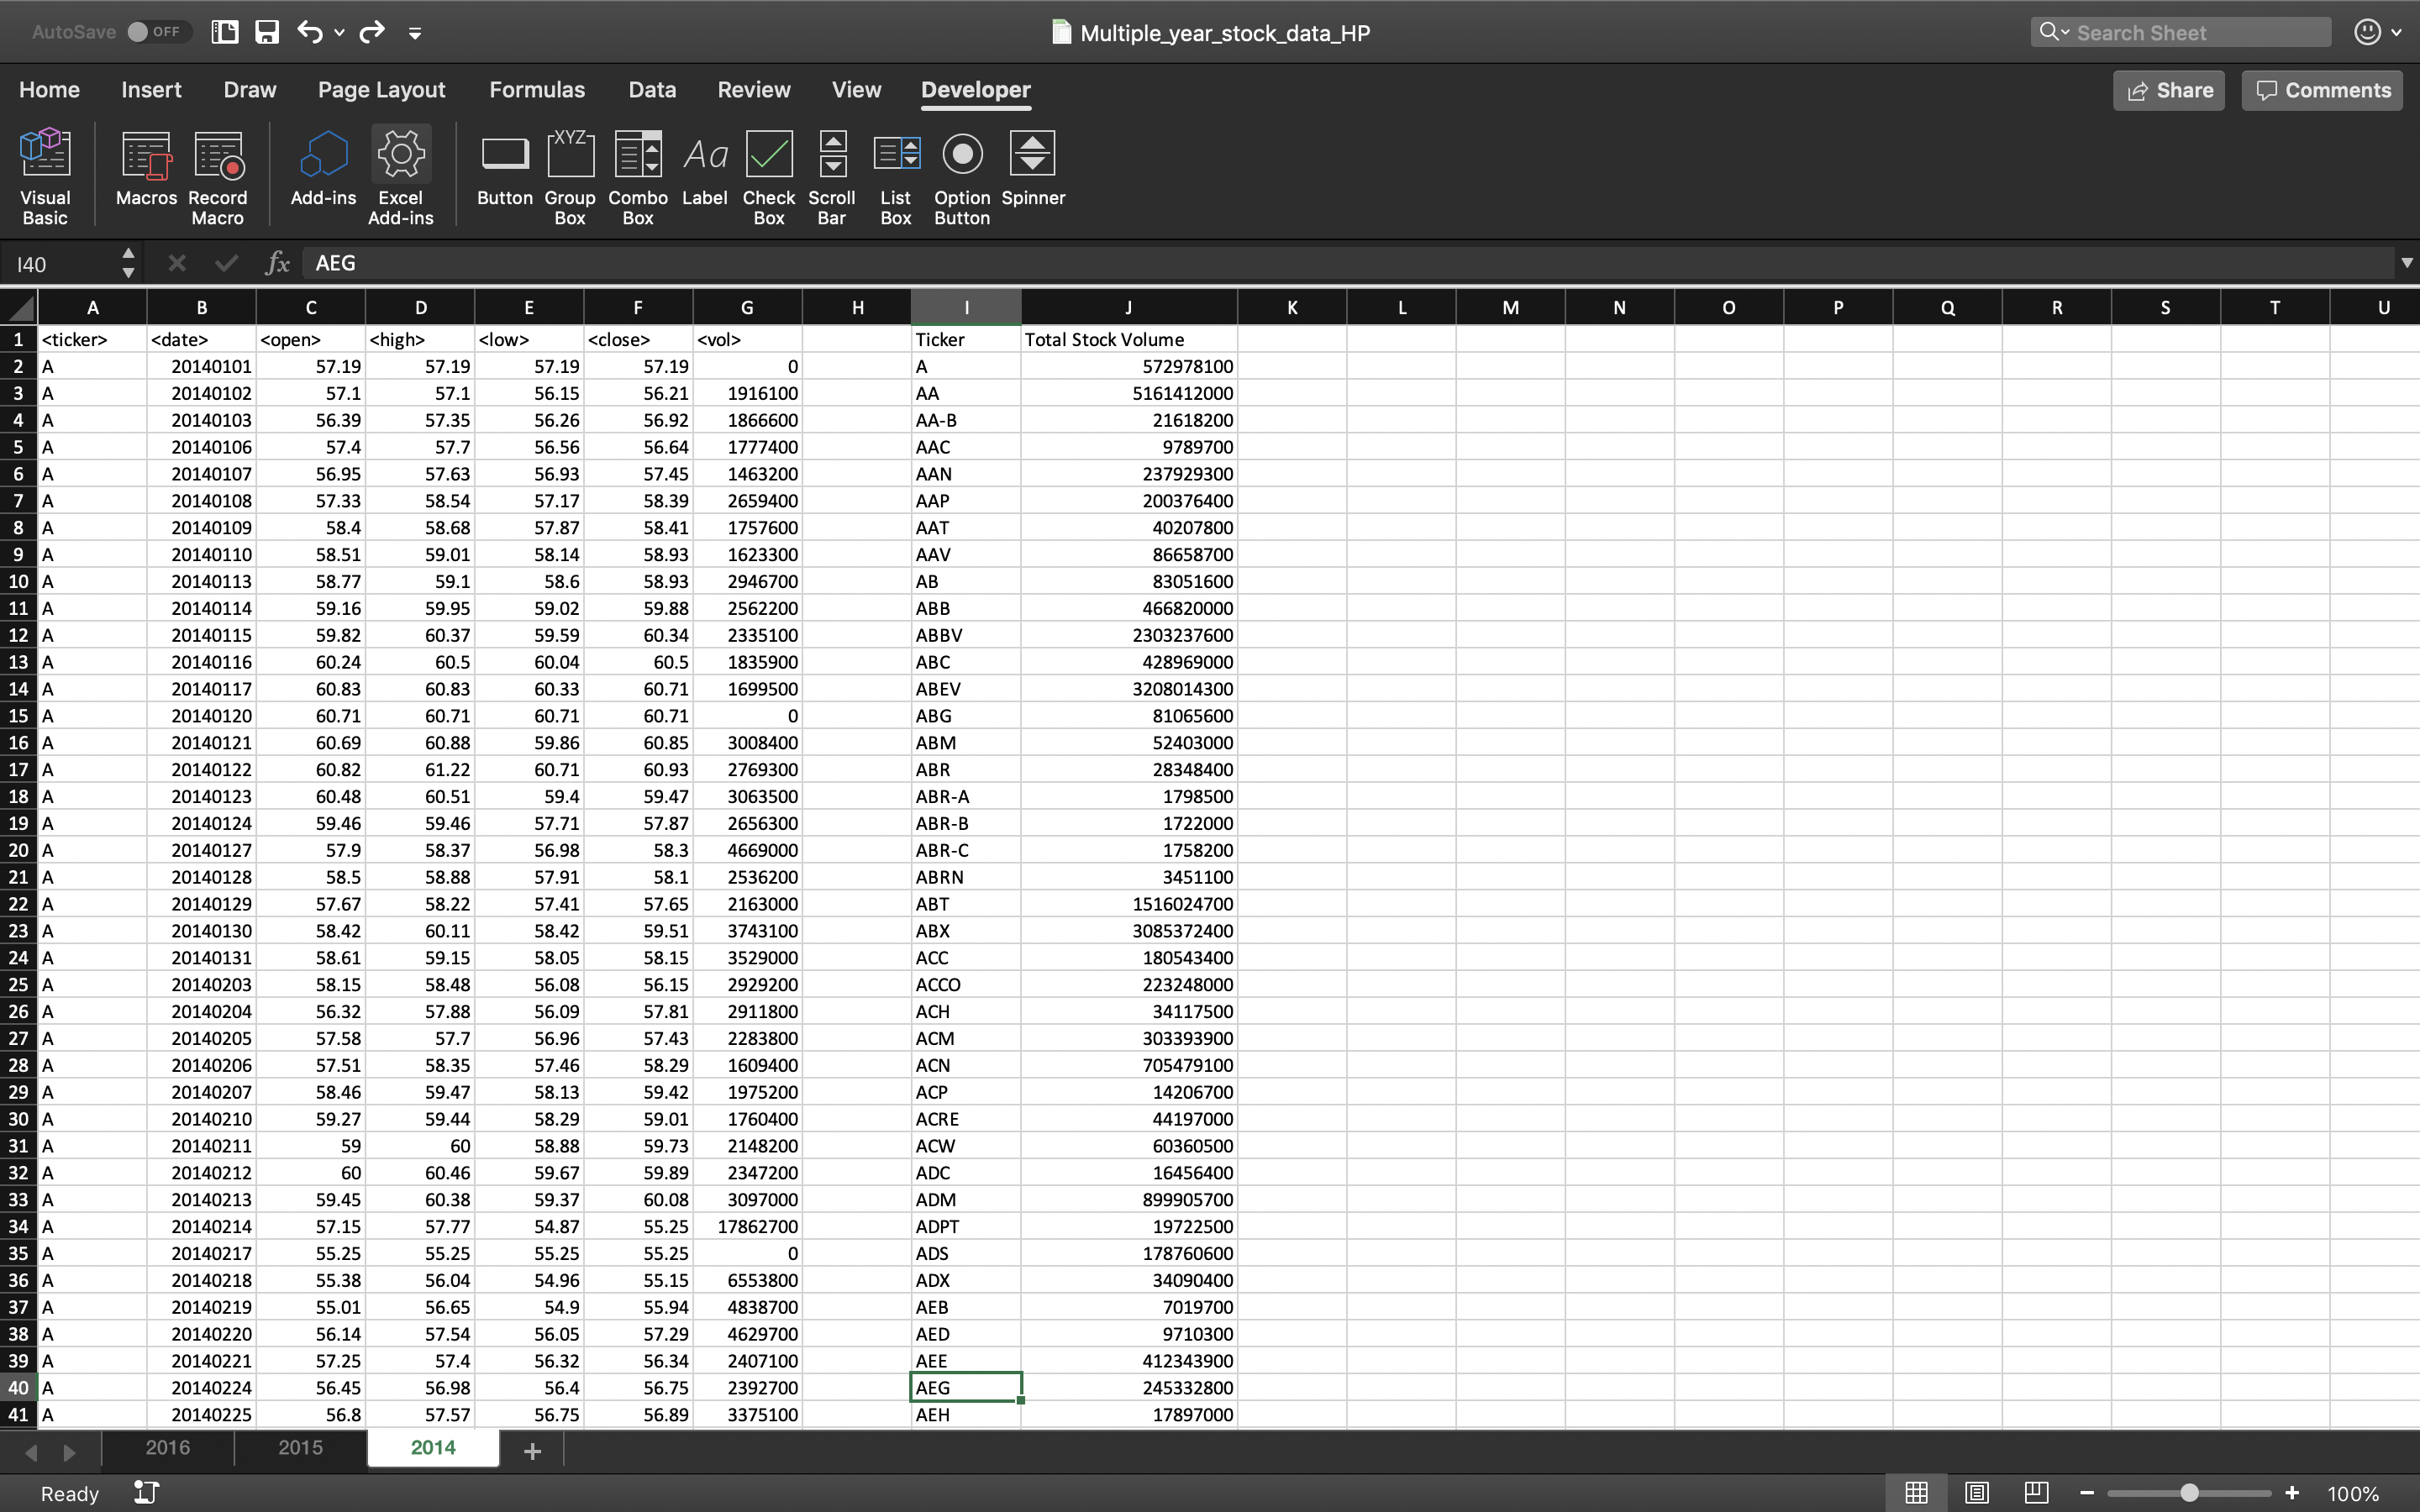 AutoSave OFF Multiple_year_stock_data_HP Search Sheet
Home Insert Draw Page Layout Formulas Data Review View Developer Share Comments
XYZ Aa
Visual Basic Macros Record Macro Add-ins Excel Add-ins Button Group Box Combo Box Label Check Box Scroll Bar List Box Option Button Spinner
I40 fx AEG
A B C D E F G H I J K L M N O P Q R S T U
1 <ticker> <date> <open> <high> <low> <close> <vol> Ticker Total Stock Volume
2 A 20140101 57.19 57.19 57.19 57.19 0 A 572978100
3 A 20140102 57.1 57.1 56.15 56.21 1916100 AA 5161412000
4 A 20140103 56.39 57.35 56.26 56.92 1866600 AA-B 21618200
5 A 20140106 57.4 57.7 56.56 56.64 1777400 AAC 9789700
6 A 20140107 56.95 57.63 56.93 57.45 1463200 AAN 237929300
7 A 20140108 57.33 58.54 57.17 58.39 2659400 AAP 200376400
8 A 20140109 58.4 58.68 57.87 58.41 1757600 AAT 40207800
9 A 20140110 58.51 59.01 58.14 58.93 1623300 AAV 86658700
10 A 20140113 58.77 59.1 58.6 58.93 2946700 AB 83051600
11 A 20140114 59.16 59.95 59.02 59.88 2562200 ABB 466820000
12 A 20140115 59.82 60.37 59.59 60.34 2335100 ABBV 2303237600
13 A 20140116 60.24 60.5 60.04 60.5 1835900 ABC 428969000
14 A 20140117 60.83 60.83 60.33 60.71 1699500 ABEV 3208014300
15 A 20140120 60.71 60.71 60.71 60.71 0 ABG 81065600
16 A 20140121 60.69 60.88 59.86 60.85 3008400 ABM 52403000
17 A 20140122 60.82 61.22 60.71 60.93 2769300 ABR 28348400
18 A 20140123 60.48 60.51 59.4 59.47 3063500 ABR-A 1798500
19 A 20140124 59.46 59.46 57.71 57.87 2656300 ABR-B 1722000
20 A 20140127 57.9 58.37 56.98 58.3 4669000 ABR-C 1758200
21 A 20140128 58.5 58.88 57.91 58.1 2536200 ABRN 3451100
22 A 20140129 57.67 58.22 57.41 57.65 2163000 ABT 1516024700
23 A 20140130 58.42 60.11 58.42 59.51 3743100 ABX 3085372400
24 A 20140131 58.61 59.15 58.05 58.15 3529000 ACC 180543400
25 A 20140203 58.15 58.48 56.08 56.15 2929200 ACCO 223248000
26 A 20140204 56.32 57.88 56.09 57.81 2911800 ACH 34117500
27 A 20140205 57.58 57.7 56.96 57.43 2283800 ACM 303393900
28 A 20140206 57.51 58.35 57.46 58.29 1609400 ACN 705479100
29 A 20140207 58.46 59.47 58.13 59.42 1975200 ACP 14206700
30 A 20140210 59.27 59.44 58.29 59.01 1760400 ACRE 44197000
31 A 20140211 59 60 58.88 59.73 2148200 ACW 60360500
32 A 20140212 60 60.46 59.67 59.89 2347200 ADC 16456400
33 A 20140213 59.45 60.38 59.37 60.08 3097000 ADM 899905700
34 A 20140214 57.15 57.77 54.87 55.25 17862700 ADPT 19722500
35 A 20140217 55.25 55.25 55.25 55.25 0 ADS 178760600
36 A 20140218 55.38 56.04 54.96 55.15 6553800 ADX 34090400
37 A 20140219 55.01 56.65 54.9 55.94 4838700 AEB 7019700
38 A 20140220 56.14 57.54 56.05 57.29 4629700 AED 9710300
39 A 20140221 57.25 57.4 56.32 56.34 2407100 AEE 412343900
40 A 20140224 56.45 56.98 56.4 56.75 2392700 AEG 245332800
41 A 20140225 56.8 57.57 56.75 56.89 3375100 AEH 17897000
2016 2015 2014 +
Ready 100%